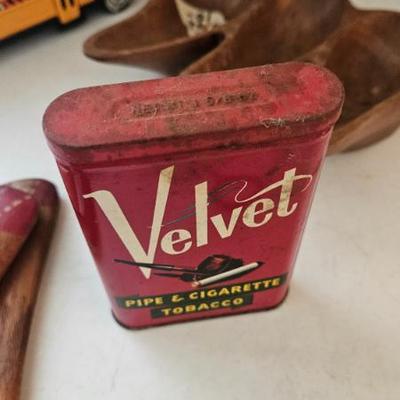 Velvet
PIPE & CIGARETTE
TOBACCO